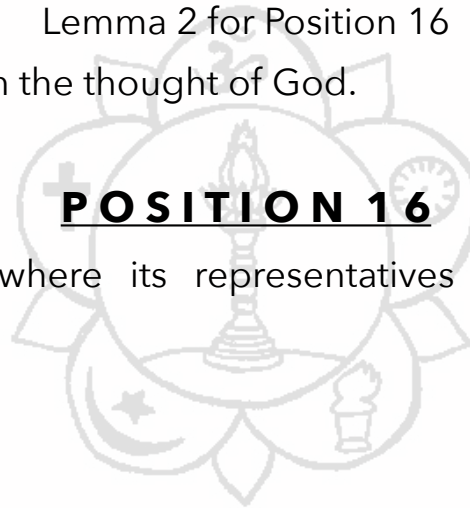 Lemma 2 for Position 16
the thought of God.
POSITION 16
where its representatives